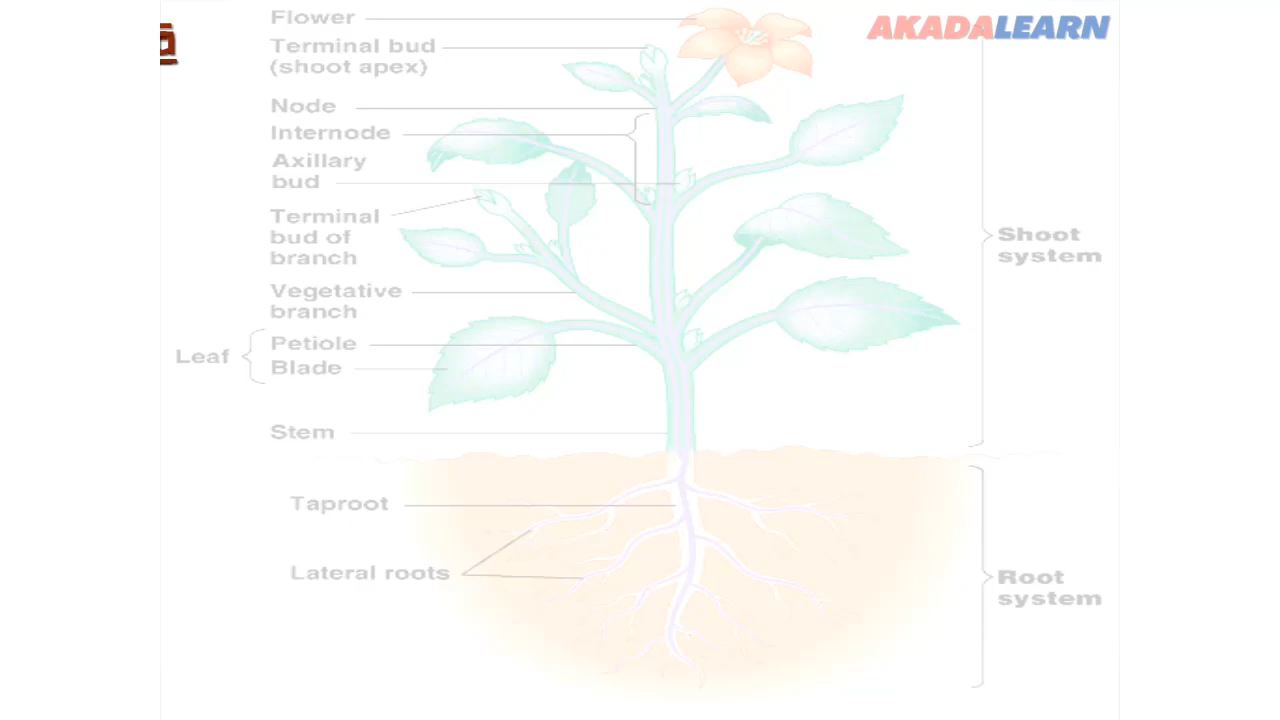 Flower
AKADALEARN
Terminal bud
(shoot apex)
Node
Internode
Axillary
bud
Terminal
bud of
branch
Shoot
system
Vegetative
branch
Leaf
Petiole
Blade
Stem
Taproot
Lateral roots
Root
system